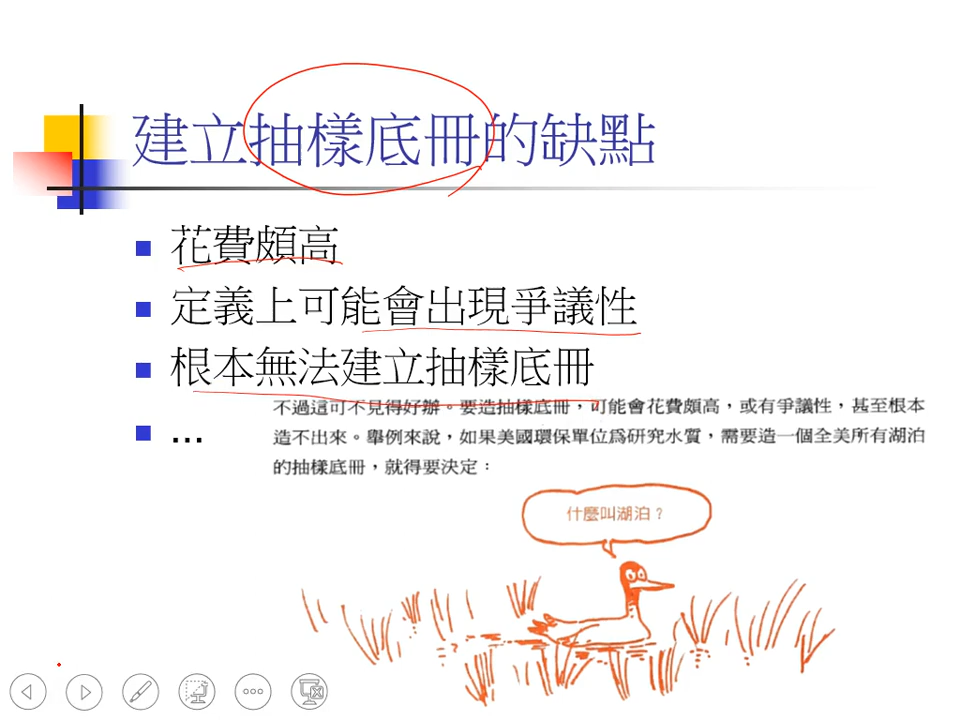 建立抽樣底冊的缺點
花費頗高
定義上可能會出現爭議性
根本無法建立抽樣底冊
...
不過這可不見得好辦。要造抽樣底冊，可能會花費頗高，或有爭議性，甚至根本
造不出來。舉例來說，如果美國環保單位爲研究水質，需要造一個全美所有湖泊
的抽樣底冊，就得要決定：
什麼叫湖泊？